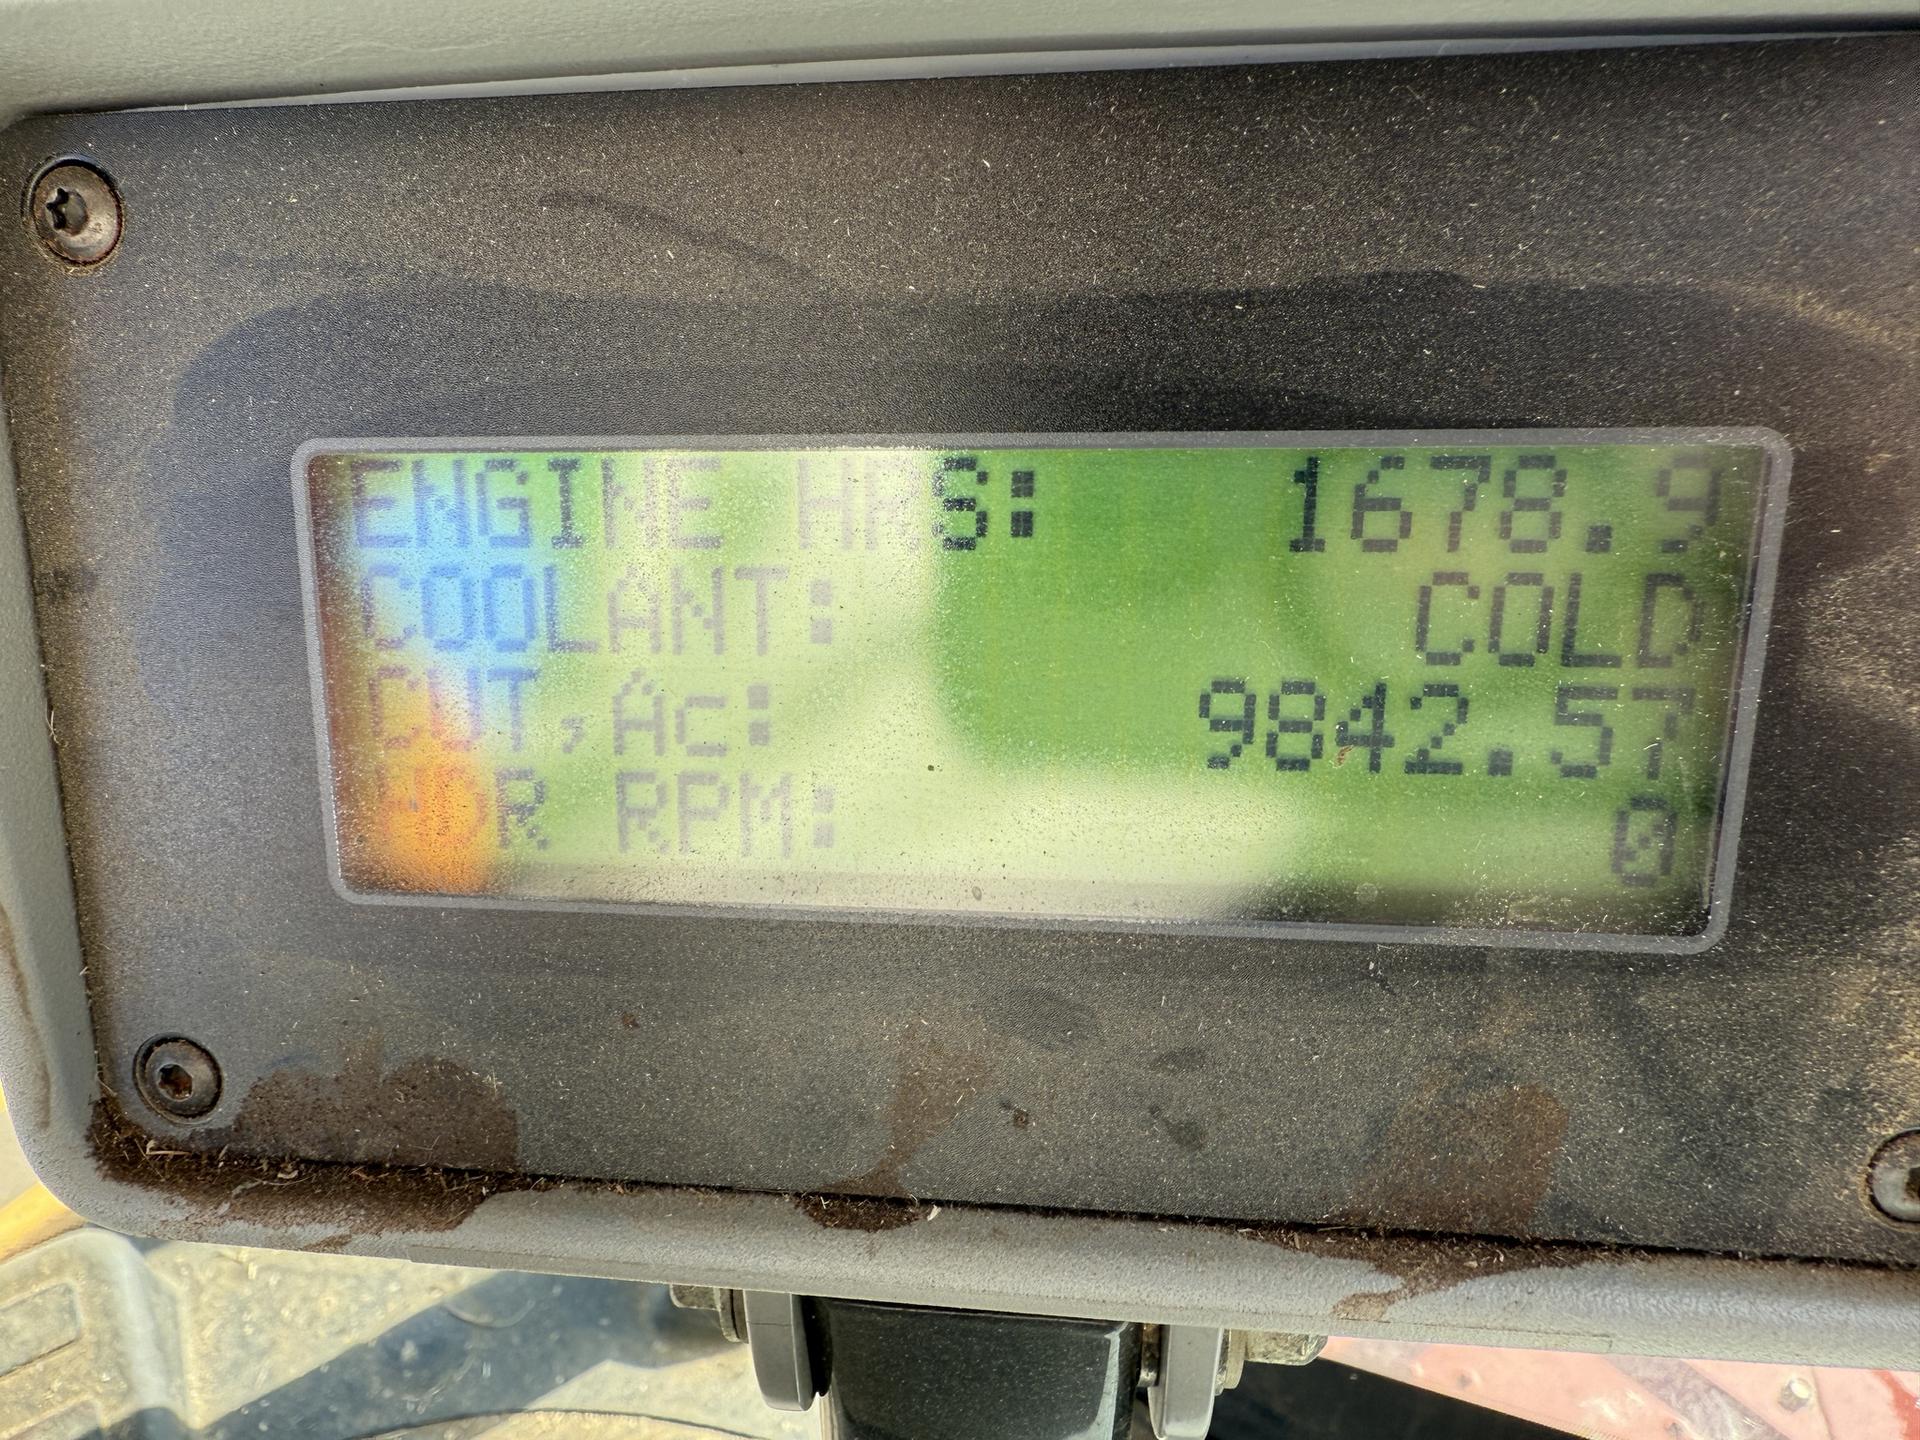 ENGINE HRS: 1678.9
COOLANT: COLD
CUT,Ac: 9842.57
HDR RPM: 0